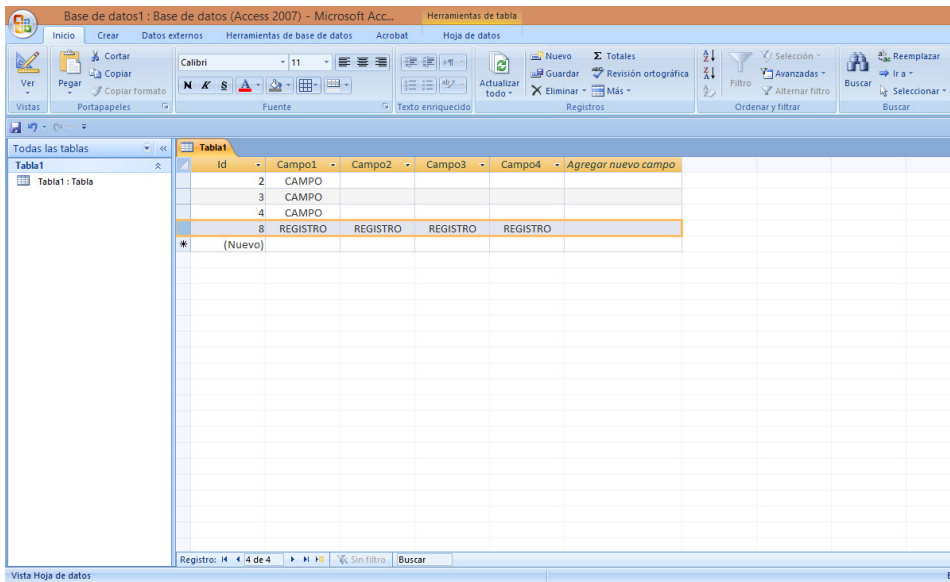 Base de datos1 : Base de datos (Access 2007) - Microsoft Acc...
Herramientas de tabla
Inicio Crear Datos externos Herramientas de base de datos Acrobat Hoja de datos
Ver
Vistas
Pegar
Cortar
Copiar
Copiar formato
Portapapeles
Calibri 11
N K S A
Fuente
ab
Texto enriquecido
Actualizar
todo
Nuevo
Guardar
Eliminar
Σ Totales
Revisión ortográfica
Más
Registros
Filtro
Selección
Avanzadas
Alternar filtro
Ordenar y filtrar
Buscar
Reemplazar
Ir a
Seleccionar
Buscar
Todas las tablas «
Tabla1
Tabla1 : Tabla
Tabla1
Id Campo1 Campo2 Campo3 Campo4 Agregar nuevo campo
2 CAMPO
3 CAMPO
4 CAMPO
8 REGISTRO REGISTRO REGISTRO REGISTRO
* (Nuevo)
Registro: 4 de 4 Sin filtro Buscar
Vista Hoja de datos